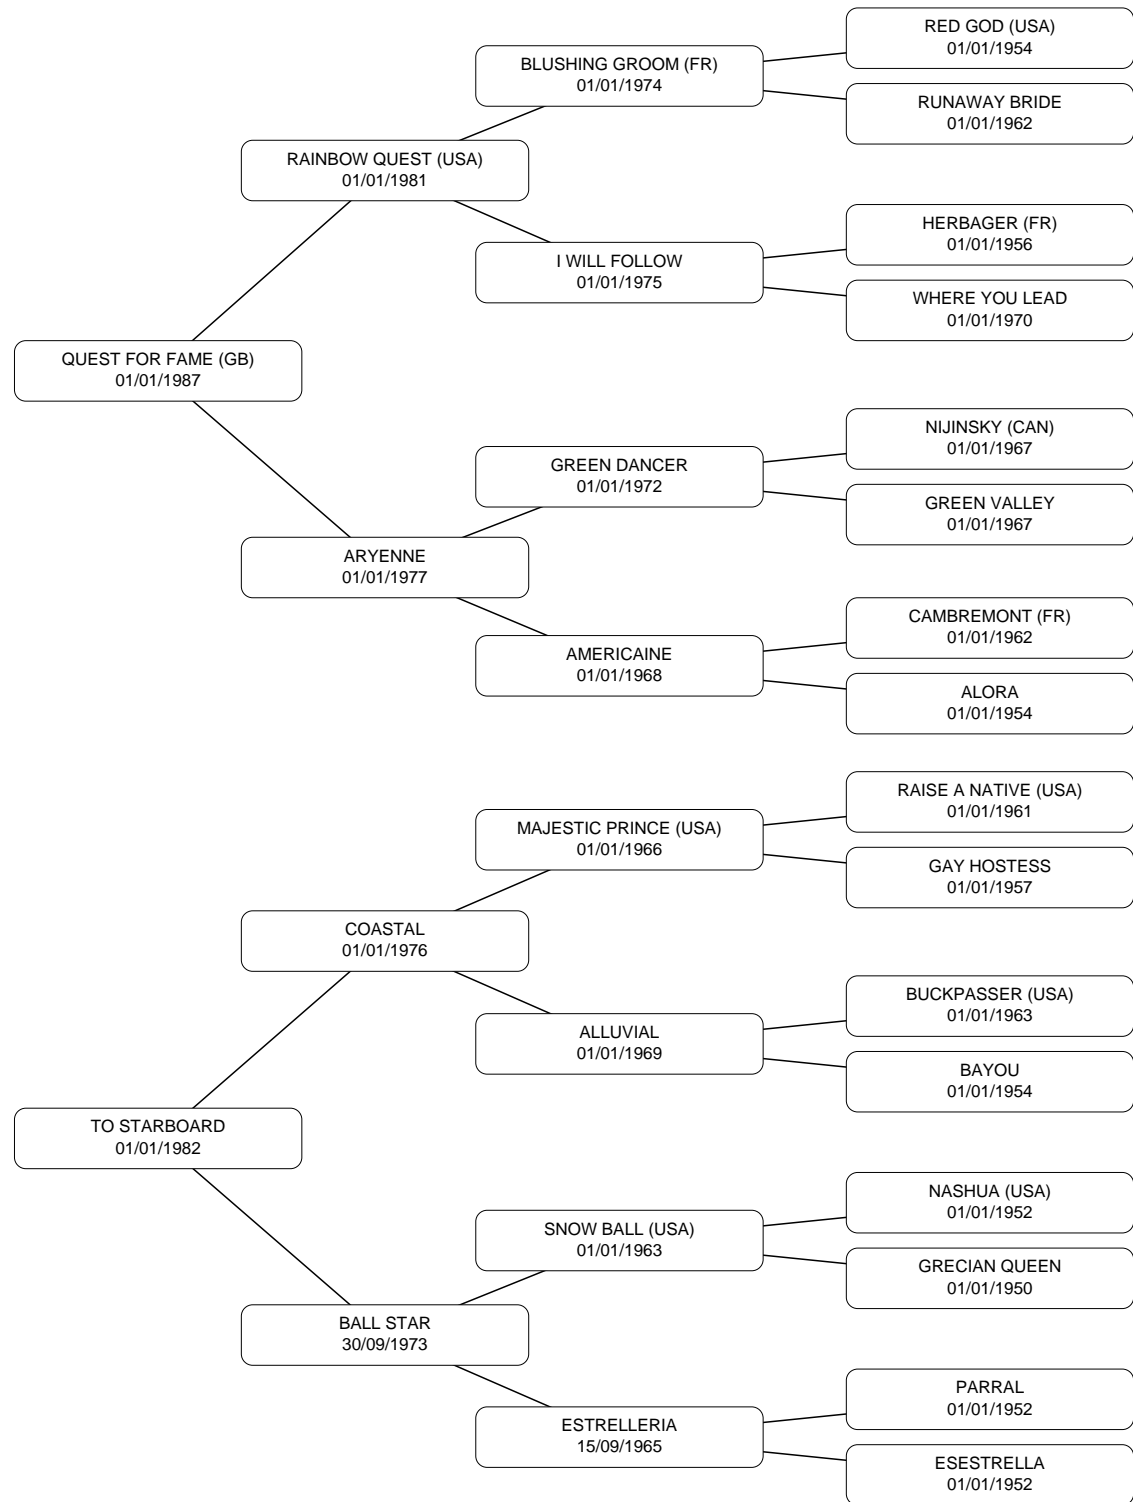 RED GOD (USA)
01/01/1954
BLUSHING GROOM (FR)
01/01/1974
RUNAWAY BRIDE
01/01/1962
RAINBOW QUEST (USA)
01/01/1981
HERBAGER (FR)
01/01/1956
I WILL FOLLOW
01/01/1975
WHERE YOU LEAD
01/01/1970
QUEST FOR FAME (GB)
01/01/1987
NIJINSKY (CAN)
01/01/1967
GREEN DANCER
01/01/1972
GREEN VALLEY
01/01/1967
ARYENNE
01/01/1977
CAMBREMONT (FR)
01/01/1962
AMERICAINE
01/01/1968
ALORA
01/01/1954
RAISE A NATIVE (USA)
01/01/1961
MAJESTIC PRINCE (USA)
01/01/1966
GAY HOSTESS
01/01/1957
COASTAL
01/01/1976
BUCKPASSER (USA)
01/01/1963
ALLUVIAL
01/01/1969
BAYOU
01/01/1954
TO STARBOARD
01/01/1982
NASHUA (USA)
01/01/1952
SNOW BALL (USA)
01/01/1963
GRECIAN QUEEN
01/01/1950
BALL STAR
30/09/1973
PARRAL
01/01/1952
ESTRELLERIA
15/09/1965
ESESTRELLA
01/01/1952